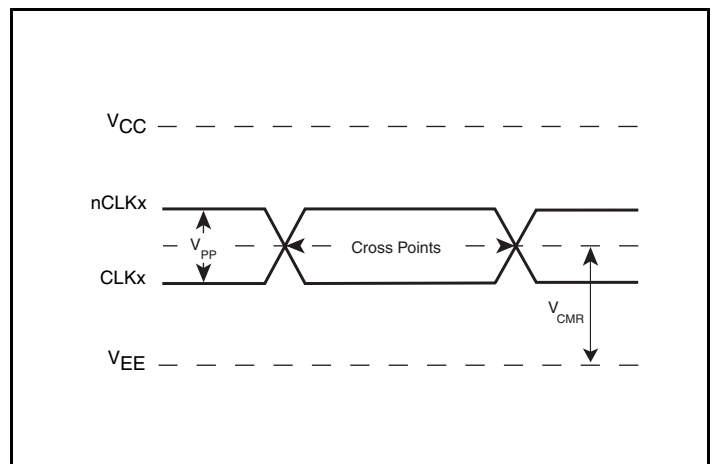 VCC
nCLKx
VPP
Cross Points
CLKx
VCMR
VEE